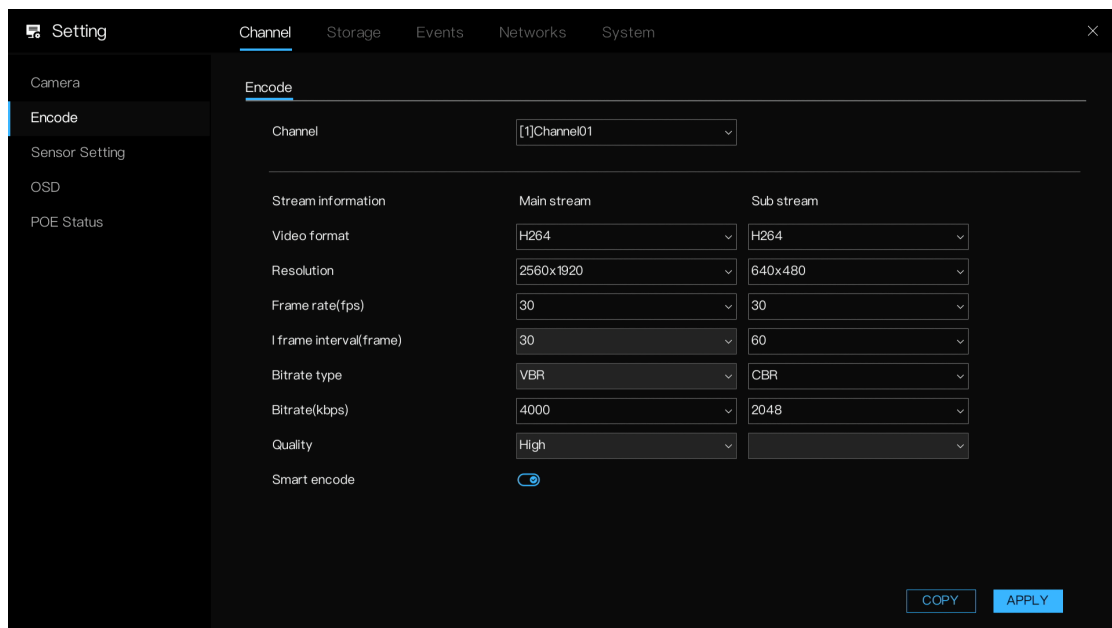 Setting
Channel Storage Events Networks System
Camera
Encode
Sensor Setting
OSD
POE Status
Encode
Channel [1]Channel01
Stream information Main stream Sub stream
Video format H264 H264
Resolution 2560x1920 640x480
Frame rate(fps) 30 30
I frame interval(frame) 30 60
Bitrate type VBR CBR
Bitrate(kbps) 4000 2048
Quality High
Smart encode
COPY APPLY